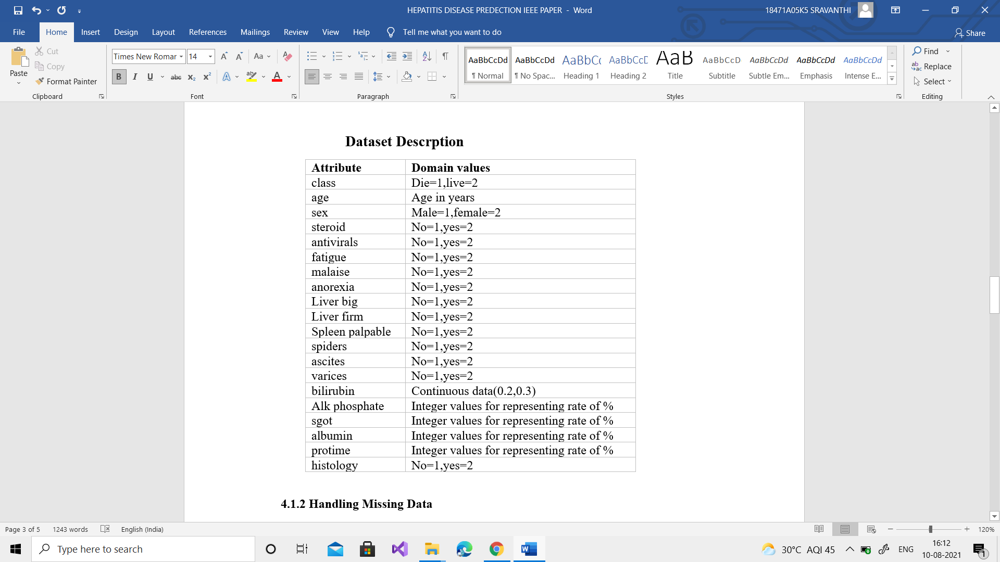 HEPATITIS DISEASE PREDECTION IEEE PAPER - Word
18471A05K5 SRAVANTHI
File Home Insert Design Layout References Mailings Review View Help Tell me what you want to do
Share
Paste
Cut
Copy
Format Painter
Clipboard
Times New Roman 14
Font
Paragraph
AaBbCcDd AaBbCcDd AaBbCc AaBbCcC AaB AaBbCcD AaBbCcDd AaBbCcDd AaBbCcDd
¶ Normal ¶ No Spac... Heading 1 Heading 2 Title Subtitle Subtle Em... Emphasis Intense E...
Styles
Find
Replace
Select
Editing
Dataset Descrption
Attribute Domain values
class Die=1,live=2
age Age in years
sex Male=1,female=2
steroid No=1,yes=2
antivirals No=1,yes=2
fatigue No=1,yes=2
malaise No=1,yes=2
anorexia No=1,yes=2
Liver big No=1,yes=2
Liver firm No=1,yes=2
Spleen palpable No=1,yes=2
spiders No=1,yes=2
ascites No=1,yes=2
varices No=1,yes=2
bilirubin Continuous data(0.2,0.3)
Alk phosphate Integer values for representing rate of %
sgot Integer values for representing rate of %
albumin Integer values for representing rate of %
protime Integer values for representing rate of %
histology No=1,yes=2
4.1.2 Handling Missing Data
Page 3 of 5 1243 words English (India)
120%
Type here to search
30°C AQI 45
ENG
16:12
10-08-2021
1